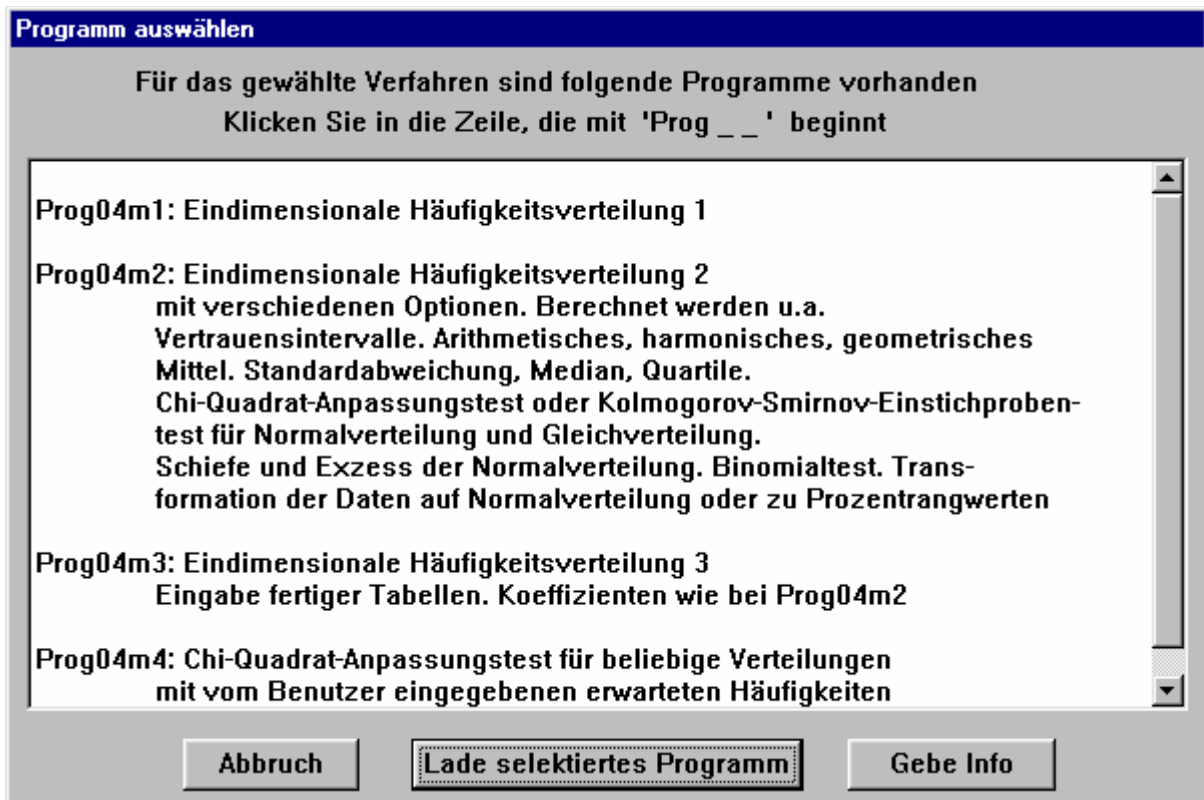 Programm auswählen
Für das gewählte Verfahren sind folgende Programme vorhanden
Klicken Sie in die Zeile, die mit 'Prog _ _ ' beginnt
Prog04m1: Eindimensionale Häufigkeitsverteilung 1
Prog04m2: Eindimensionale Häufigkeitsverteilung 2
mit verschiedenen Optionen. Berechnet werden u.a.
Vertrauensintervalle. Arithmetisches, harmonisches, geometrisches
Mittel. Standardabweichung, Median, Quartile.
Chi-Quadrat-Anpassungstest oder Kolmogorov-Smirnov-Einstichproben-
test für Normalverteilung und Gleichverteilung.
Schiefe und Exzess der Normalverteilung. Binomialtest. Trans-
formation der Daten auf Normalverteilung oder zu Prozentrangwerten
Prog04m3: Eindimensionale Häufigkeitsverteilung 3
Eingabe fertiger Tabellen. Koeffizienten wie bei Prog04m2
Prog04m4: Chi-Quadrat-Anpassungstest für beliebige Verteilungen
mit vom Benutzer eingegebenen erwarteten Häufigkeiten
Abbruch
Lade selektiertes Programm
Gebe Info